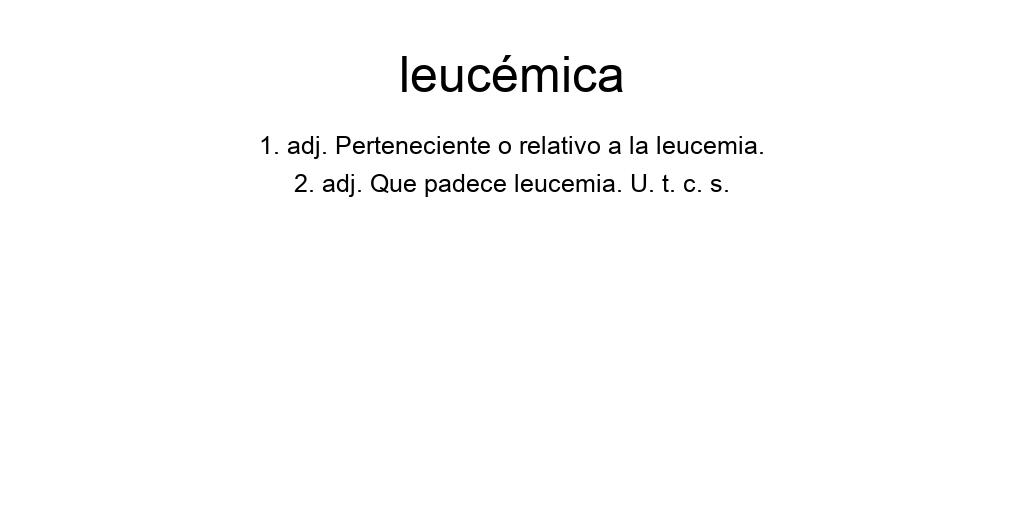 leucémica
1. adj. Perteneciente o relativo a la leucemia.
2. adj. Que padece leucemia. U. t. c. s.